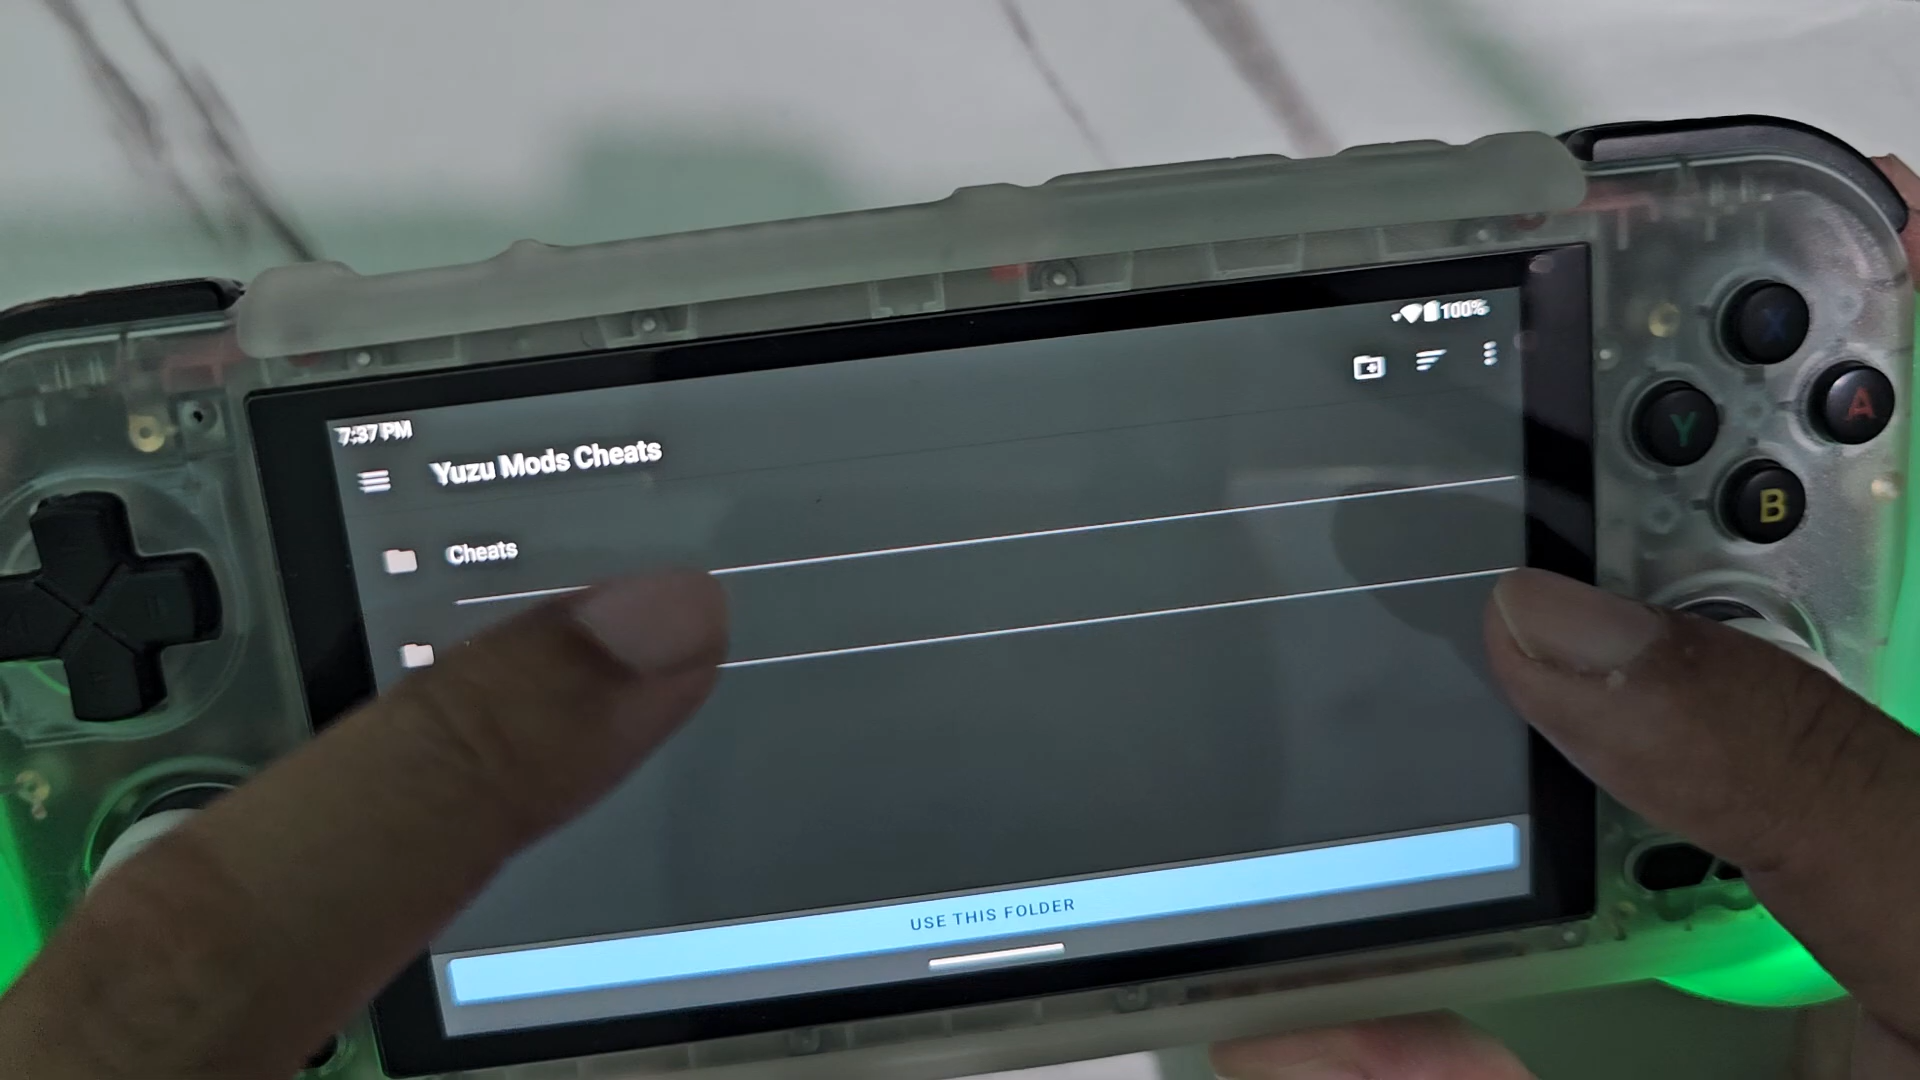 100%
7:37 PM
Yuzu Mods Cheats
Cheats
USE THIS FOLDER
X
Y
A
B